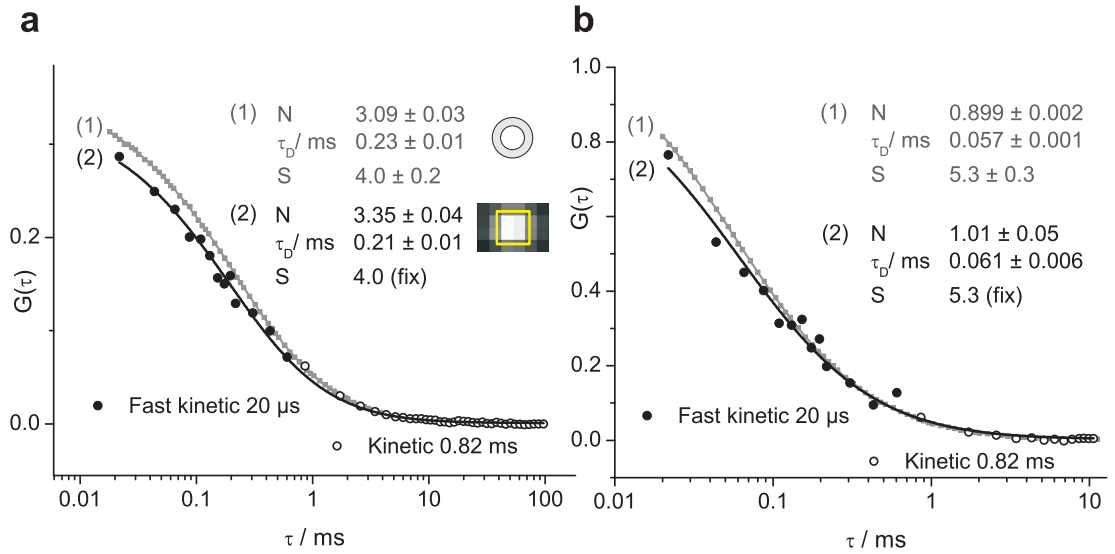 a
G(τ)
0.2
0.0
(1)
(2)
(1) N 3.09 ± 0.03
τD/ ms 0.23 ± 0.01
S 4.0 ± 0.2
(2) N 3.35 ± 0.04
τD/ ms 0.21 ± 0.01
S 4.0 (fix)
Fast kinetic 20 µs
Kinetic 0.82 ms
0.01 0.1 1 10 100
τ / ms
b
G(τ)
1.0
0.8
0.6
0.4
0.2
0.0
(1)
(2)
(1) N 0.899 ± 0.002
τD/ ms 0.057 ± 0.001
S 5.3 ± 0.3
(2) N 1.01 ± 0.05
τD/ ms 0.061 ± 0.006
S 5.3 (fix)
Fast kinetic 20 µs
Kinetic 0.82 ms
0.01 0.1 1 10
τ / ms